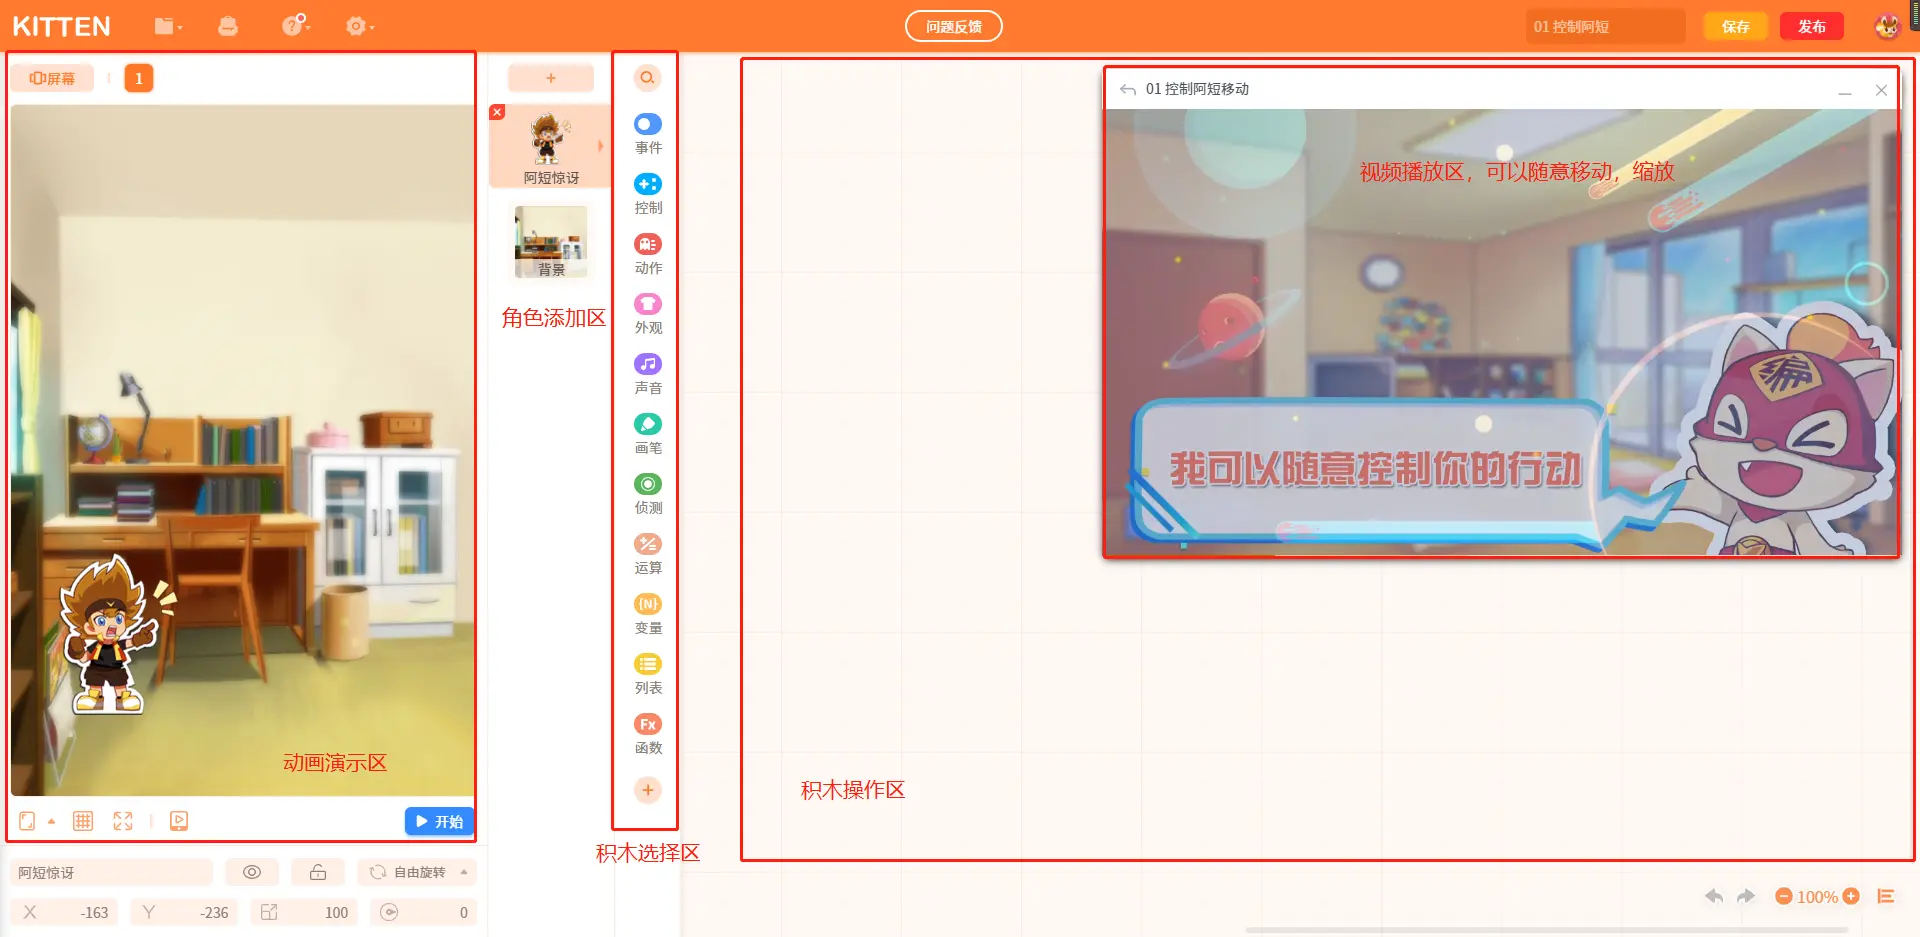 KITTEN
问题反馈
01 控制阿短
保存
发布
屏幕
1
动画演示区
开始
阿短惊讶
自由旋转
X -163
Y -236
100
0
阿短惊讶
背景
角色添加区
事件
控制
动作
外观
声音
画笔
侦测
运算
{N}
变量
列表
Fx
函数
积木选择区
01 控制阿短移动
视频播放区，可以随意移动，缩放
编
我可以随意控制你的行动
积木操作区
100%